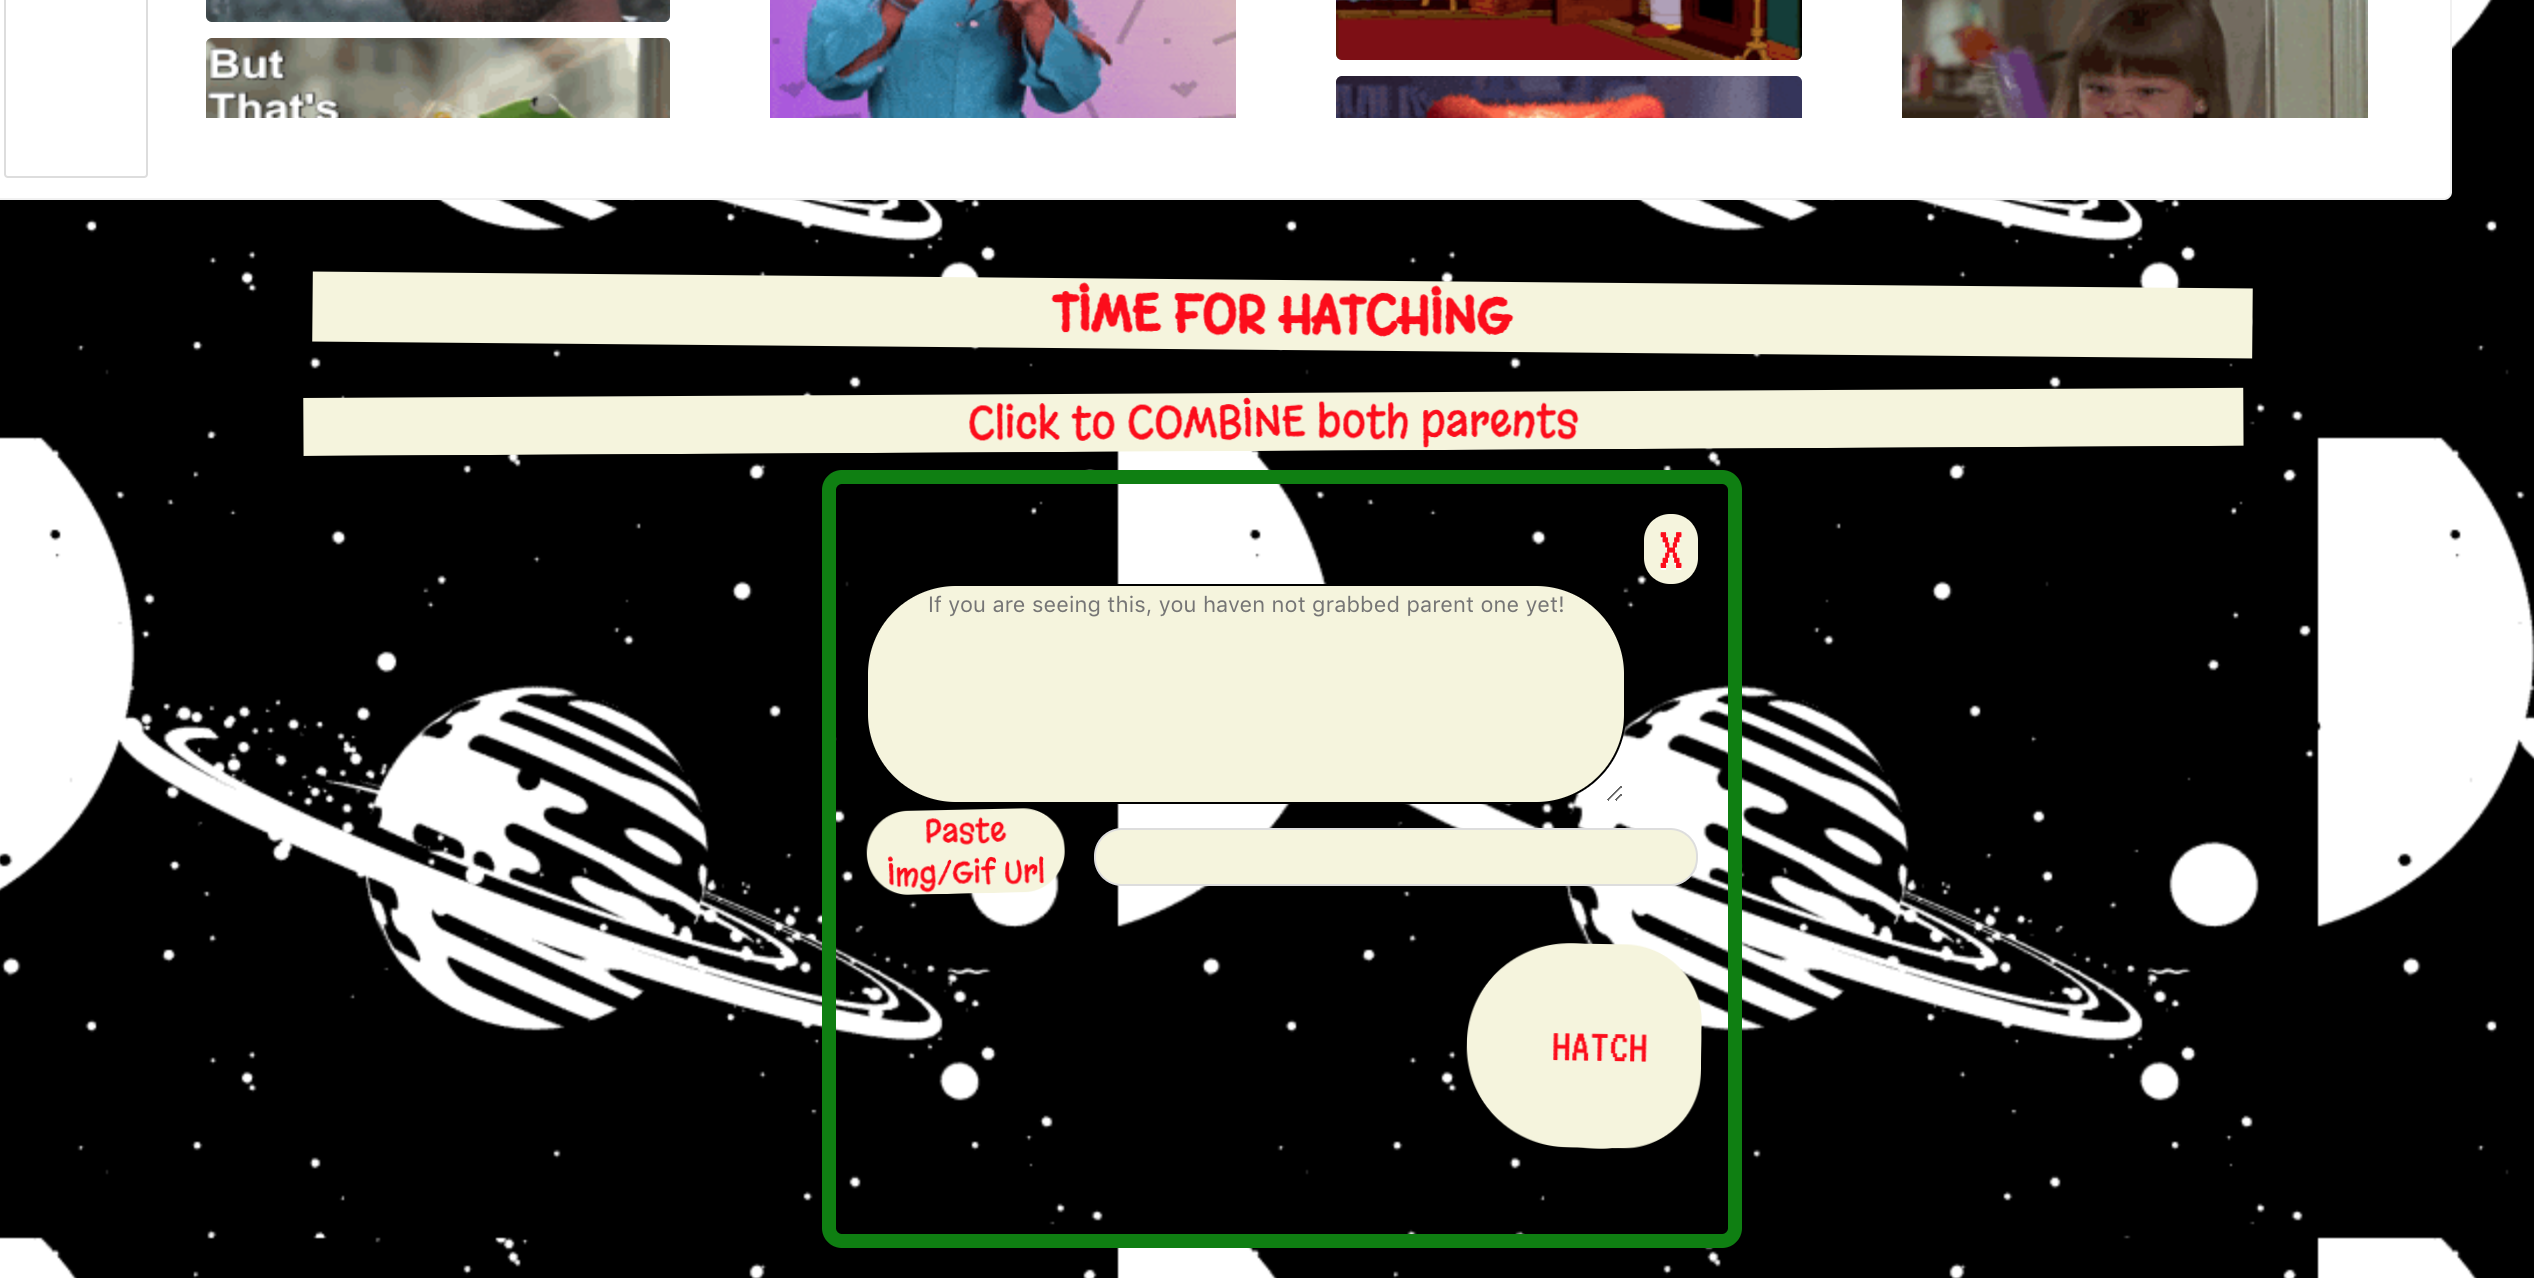 But
That's
TiME FOR HATCHiNG
Click to COMBiNE both parents
X
If you are seeing this, you haven not grabbed parent one yet!
Paste
img/Gif Url
HATCH